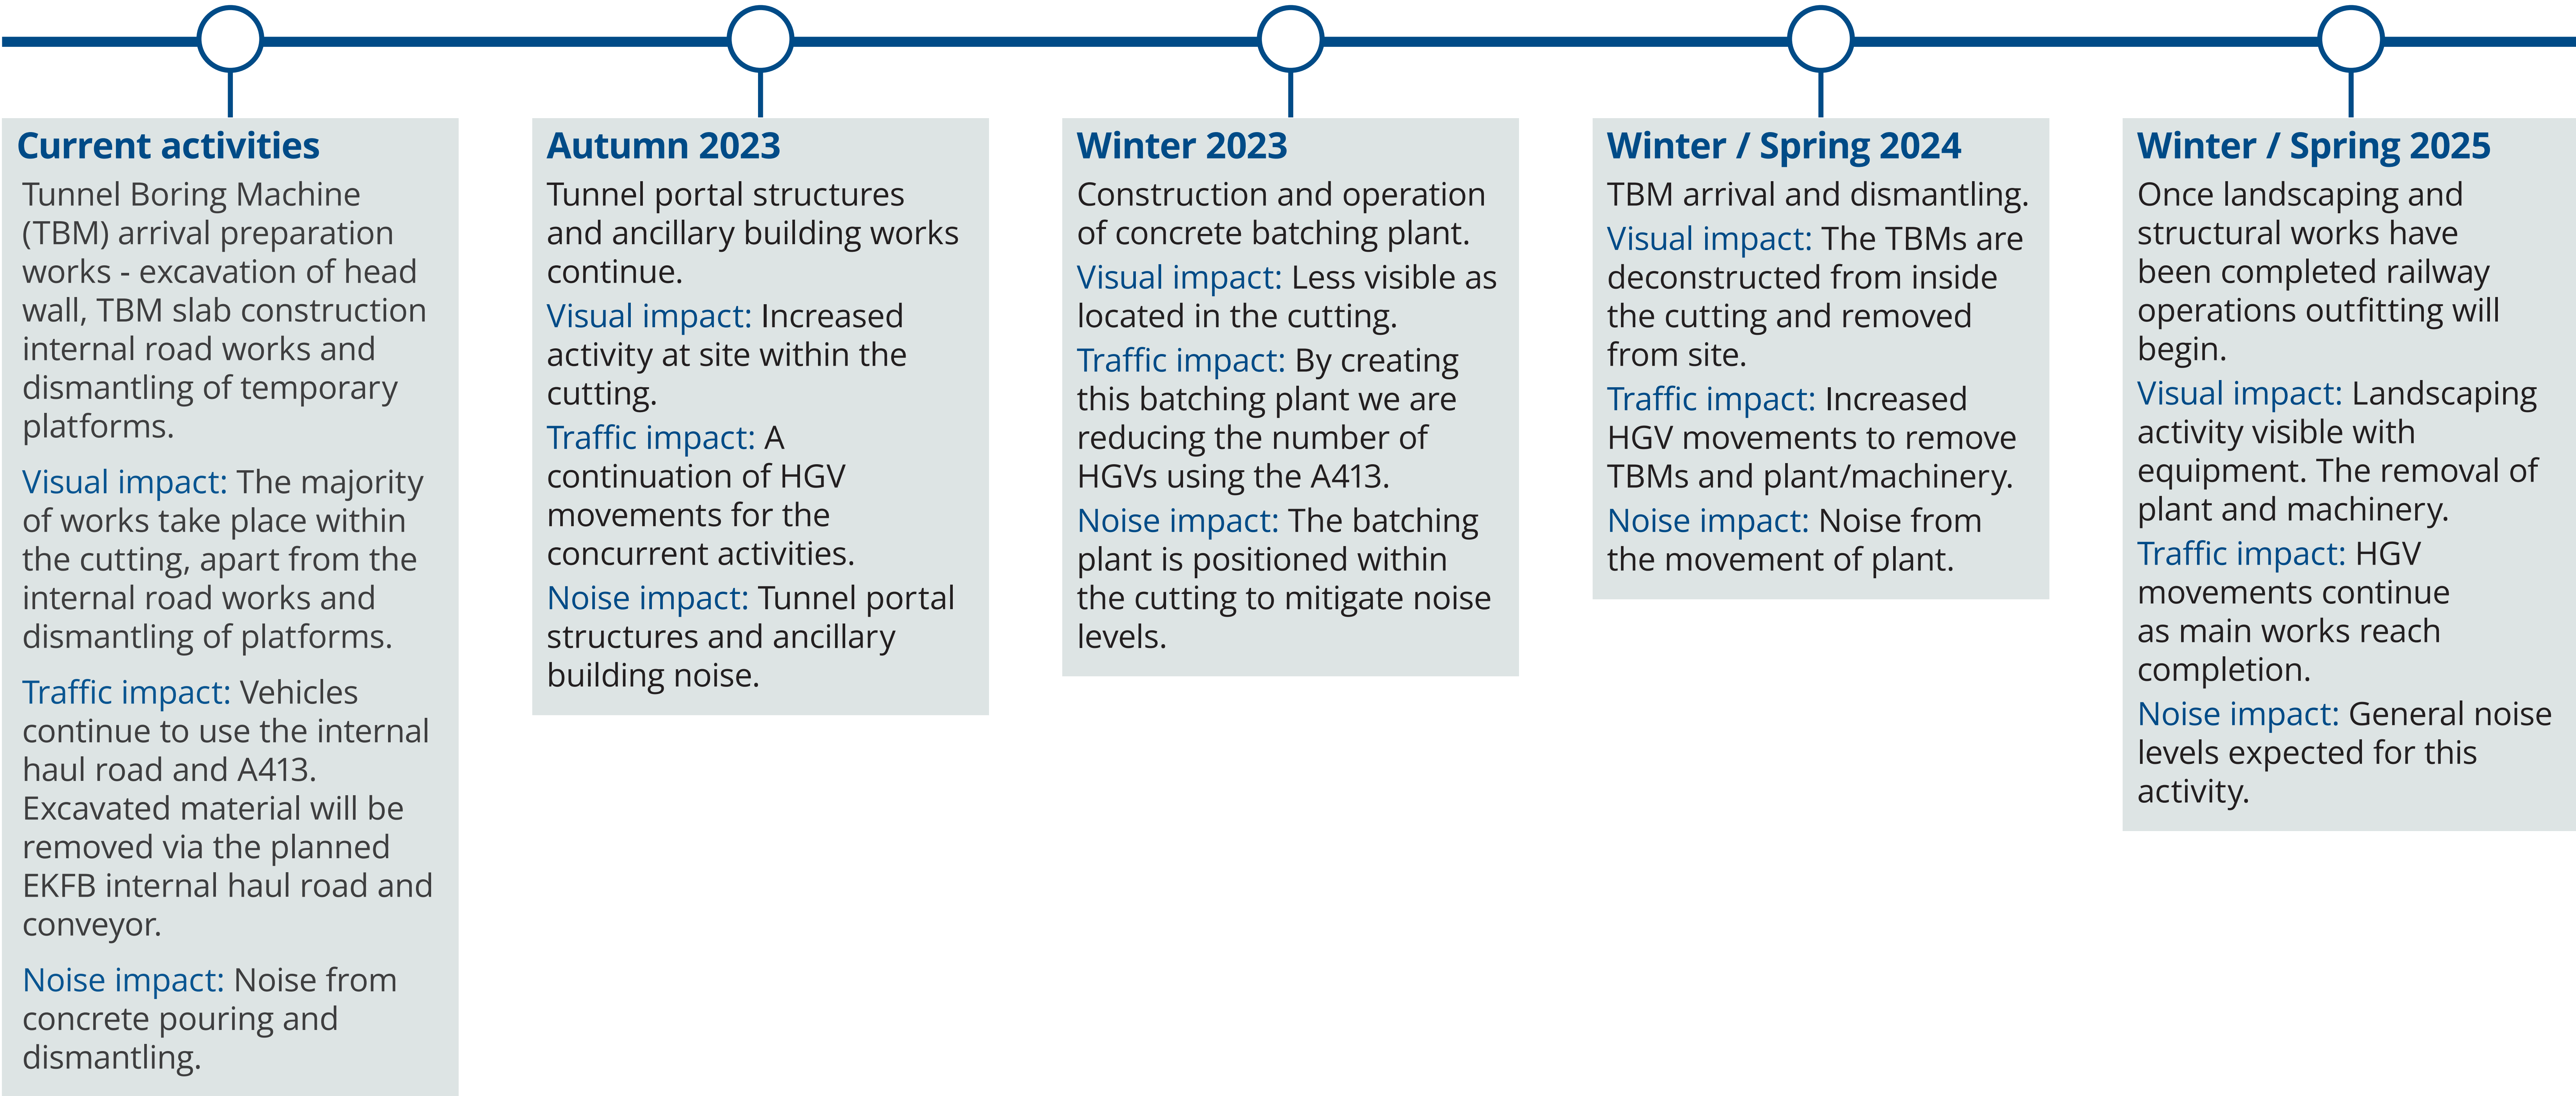 Current activities
Tunnel Boring Machine
(TBM) arrival preparation
works - excavation of head
wall, TBM slab construction
internal road works and
dismantling of temporary
platforms.
Visual impact: The majority
of works take place within
the cutting, apart from the
internal road works and
dismantling of platforms.
Traffic impact: Vehicles
continue to use the internal
haul road and A413.
Excavated material will be
removed via the planned
EKFB internal haul road and
conveyor.
Noise impact: Noise from
concrete pouring and
dismantling.
Autumn 2023
Tunnel portal structures
and ancillary building works
continue.
Visual impact: Increased
activity at site within the
cutting.
Traffic impact: A
continuation of HGV
movements for the
concurrent activities.
Noise impact: Tunnel portal
structures and ancillary
building noise.
Winter 2023
Construction and operation
of concrete batching plant.
Visual impact: Less visible as
located in the cutting.
Traffic impact: By creating
this batching plant we are
reducing the number of
HGVs using the A413.
Noise impact: The batching
plant is positioned within
the cutting to mitigate noise
levels.
Winter / Spring 2024
TBM arrival and dismantling.
Visual impact: The TBMs are
deconstructed from inside
the cutting and removed
from site.
Traffic impact: Increased
HGV movements to remove
TBMs and plant/machinery.
Noise impact: Noise from
the movement of plant.
Winter / Spring 2025
Once landscaping and
structural works have
been completed railway
operations outfitting will
begin.
Visual impact: Landscaping
activity visible with
equipment. The removal of
plant and machinery.
Traffic impact: HGV
movements continue
as main works reach
completion.
Noise impact: General noise
levels expected for this
activity.